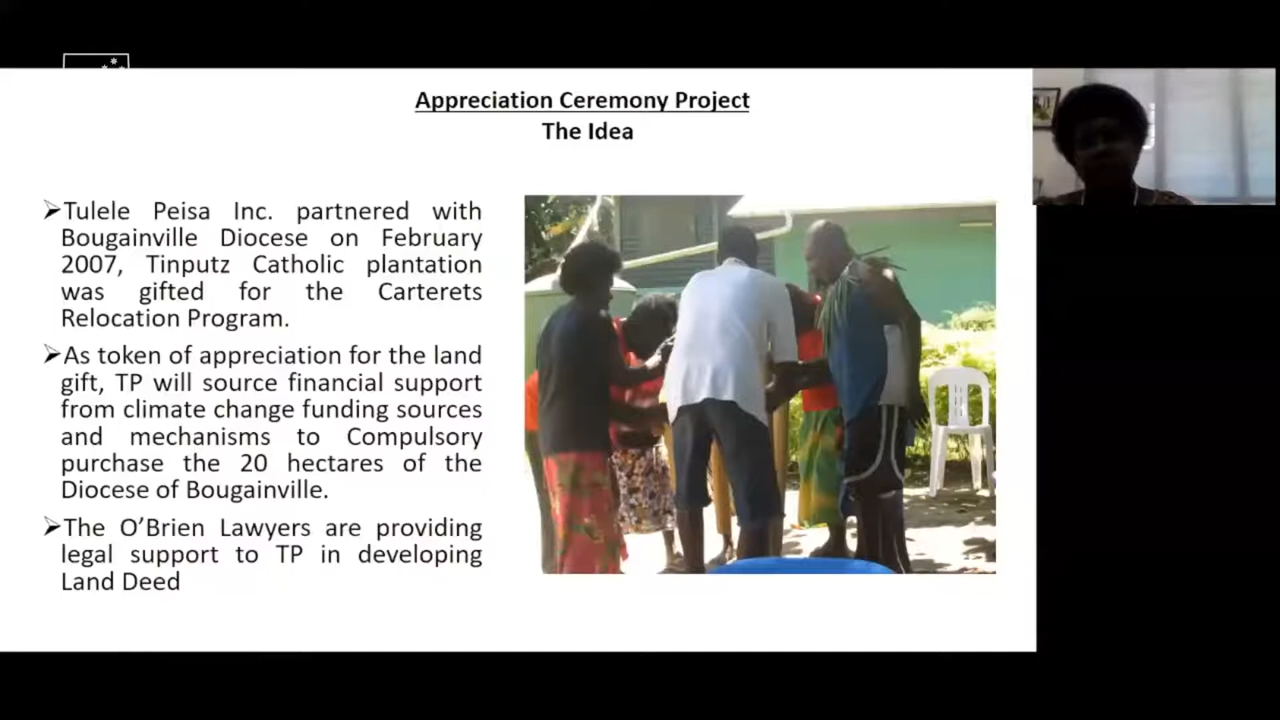 Appreciation Ceremony Project
The Idea
➢Tulele Peisa Inc. partnered with
Bougainville Diocese on February
2007, Tinputz Catholic plantation
was gifted for the Carterets
Relocation Program.
➢As token of appreciation for the land
gift, TP will source financial support
from climate change funding sources
and mechanisms to Compulsory
purchase the 20 hectares of the
Diocese of Bougainville.
➢The O’Brien Lawyers are providing
legal support to TP in developing
Land Deed